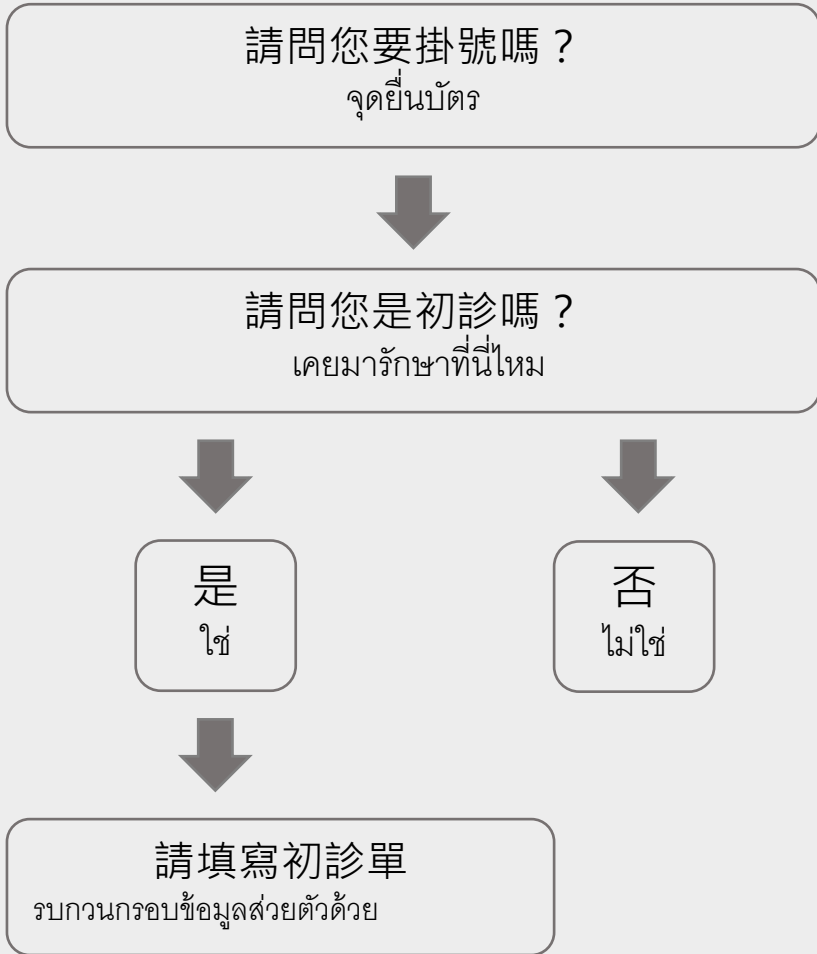 請問您要掛號嗎？
จุดยื่นบัตร
請問您是初診嗎？
เคยมารักษาที่นี่ไหม
是
ใช่
否
ไม่ใช่
請填寫初診單
รบกวนกรอบข้อมูลส่วยตัวด้วย